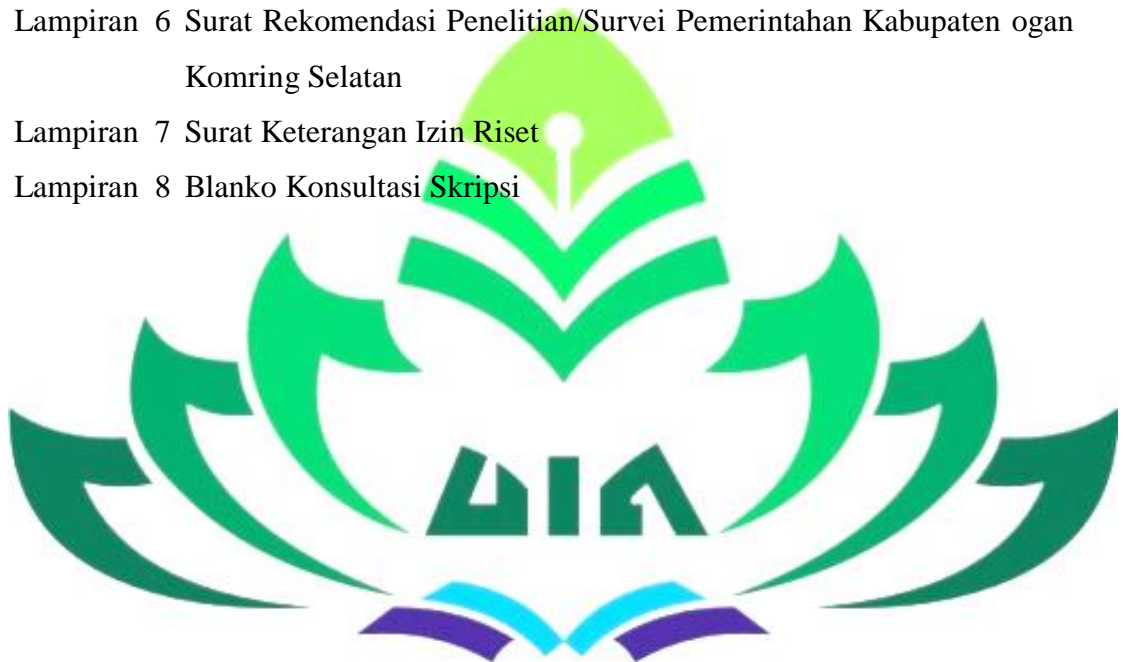 Lampiran 6 Surat Rekomendasi Penelitian/Survei Pemerintahan Kabupaten ogan
Komring Selatan
Lampiran 7 Surat Keterangan Izin Riset
Lampiran 8 Blanko Konsultasi Skripsi
UIN